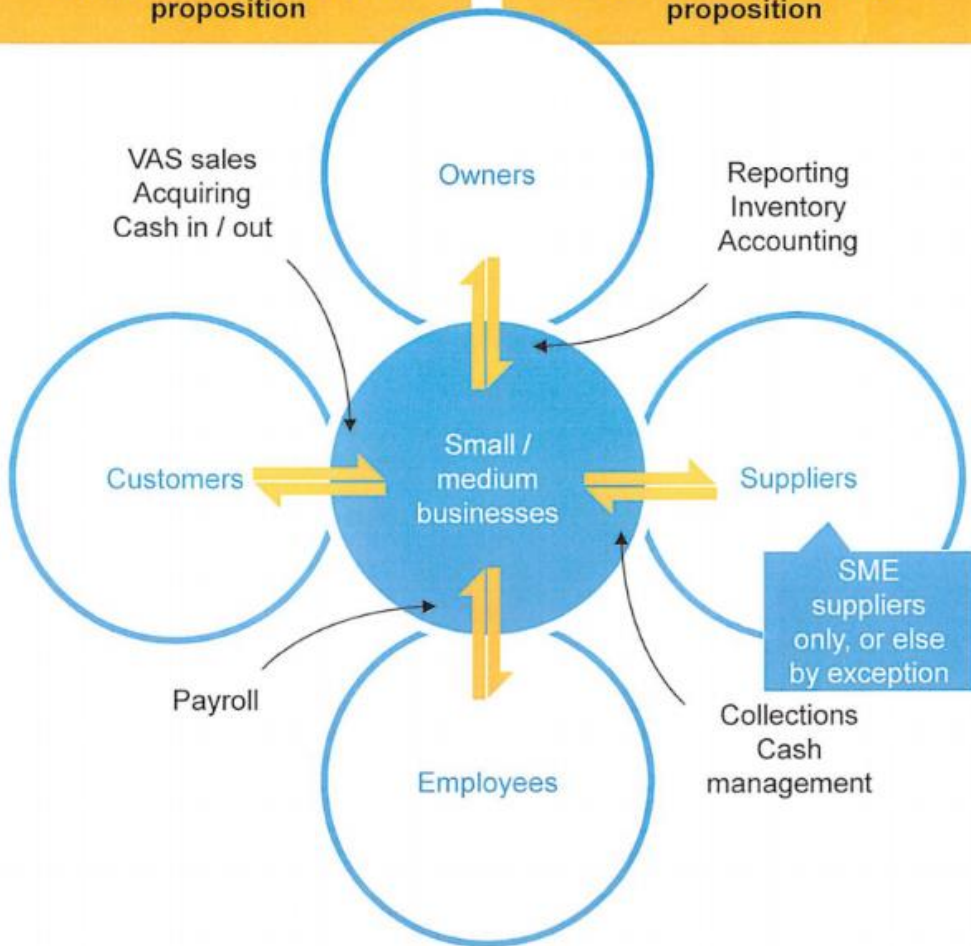 proposition
proposition
VAS sales
Acquiring
Cash in / out
Owners
Reporting
Inventory
Accounting
Customers
Small /
medium
businesses
Suppliers
SME
suppliers
only, or else
by exception
Payroll
Collections
Cash
management
Employees